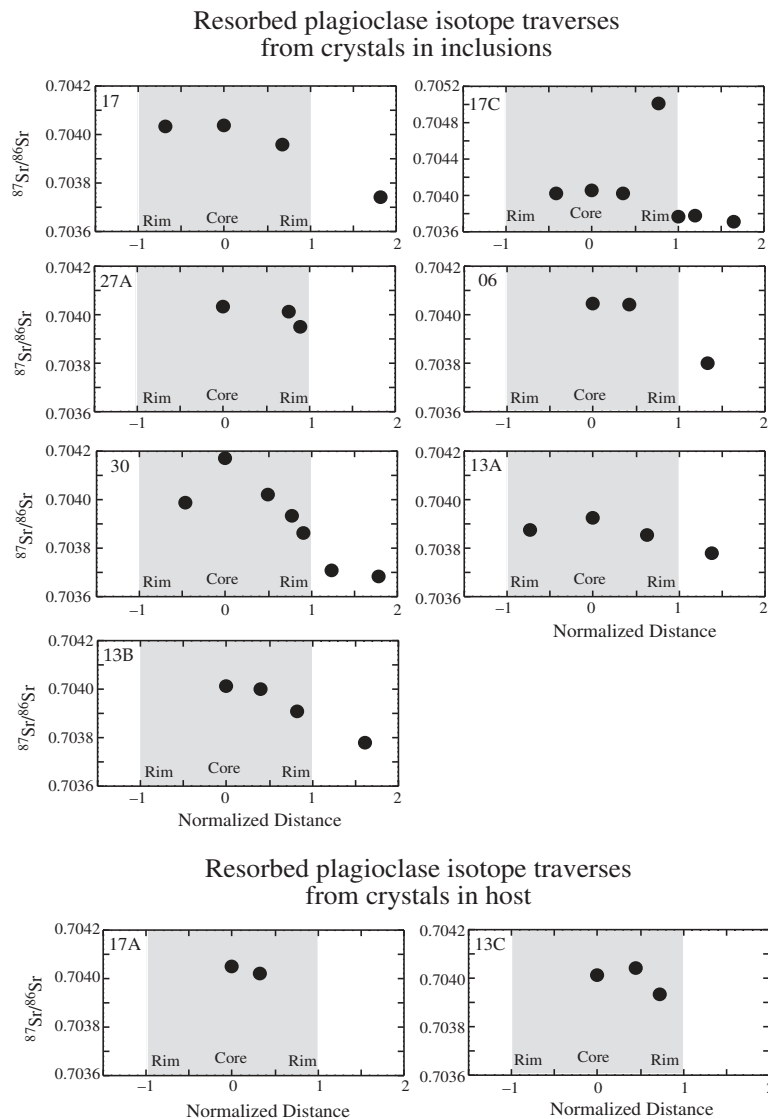 Resorbed plagioclase isotope traverses
from crystals in inclusions
17
0.7042
0.7040
0.7038
0.7036
⁸⁷Sr/⁸⁶Sr
Rim Core Rim
−1 0 1 2
17C
0.7052
0.7048
0.7044
0.7040
0.7036
Rim Core Rim
−1 0 1 2
27A
0.7042
0.7040
0.7038
0.7036
⁸⁷Sr/⁸⁶Sr
Rim Core Rim
−1 0 1 2
06
0.7042
0.7040
0.7038
0.7036
Rim Core Rim
−1 0 1 2
30
0.7042
0.7040
0.7038
0.7036
⁸⁷Sr/⁸⁶Sr
Rim Core Rim
−1 0 1 2
13A
0.7042
0.7040
0.7038
0.7036
Rim Core Rim
−1 0 1 2
Normalized Distance
13B
0.7042
0.7040
0.7038
0.7036
⁸⁷Sr/⁸⁶Sr
Rim Core Rim
−1 0 1 2
Normalized Distance
Resorbed plagioclase isotope traverses
from crystals in host
17A
0.7042
0.7040
0.7038
0.7036
⁸⁷Sr/⁸⁶Sr
Rim Core Rim
−1 0 1 2
Normalized Distance
13C
0.7042
0.7040
0.7038
0.7036
Rim Core Rim
−1 0 1 2
Normalized Distance